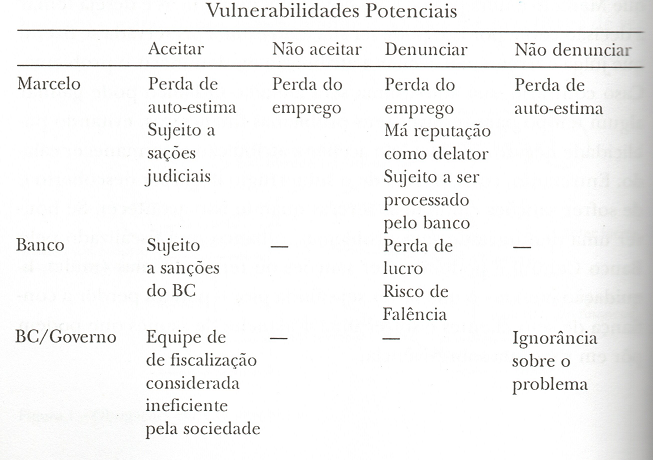 Vulnerabilidades Potenciais
Aceitar Não aceitar Denunciar Não denunciar
Marcelo Perda de Perda do Perda do Perda de
auto-estima emprego emprego auto-estima
Sujeito a Má reputação
sações como delator
judiciais Sujeito a ser
processado
pelo banco
Banco Sujeito — Perda de —
a sanções lucro
do BC Risco de
Falência
BC/Governo Equipe de — — Ignorância
de fiscalização sobre o
considerada problema
ineficiente
pela sociedade